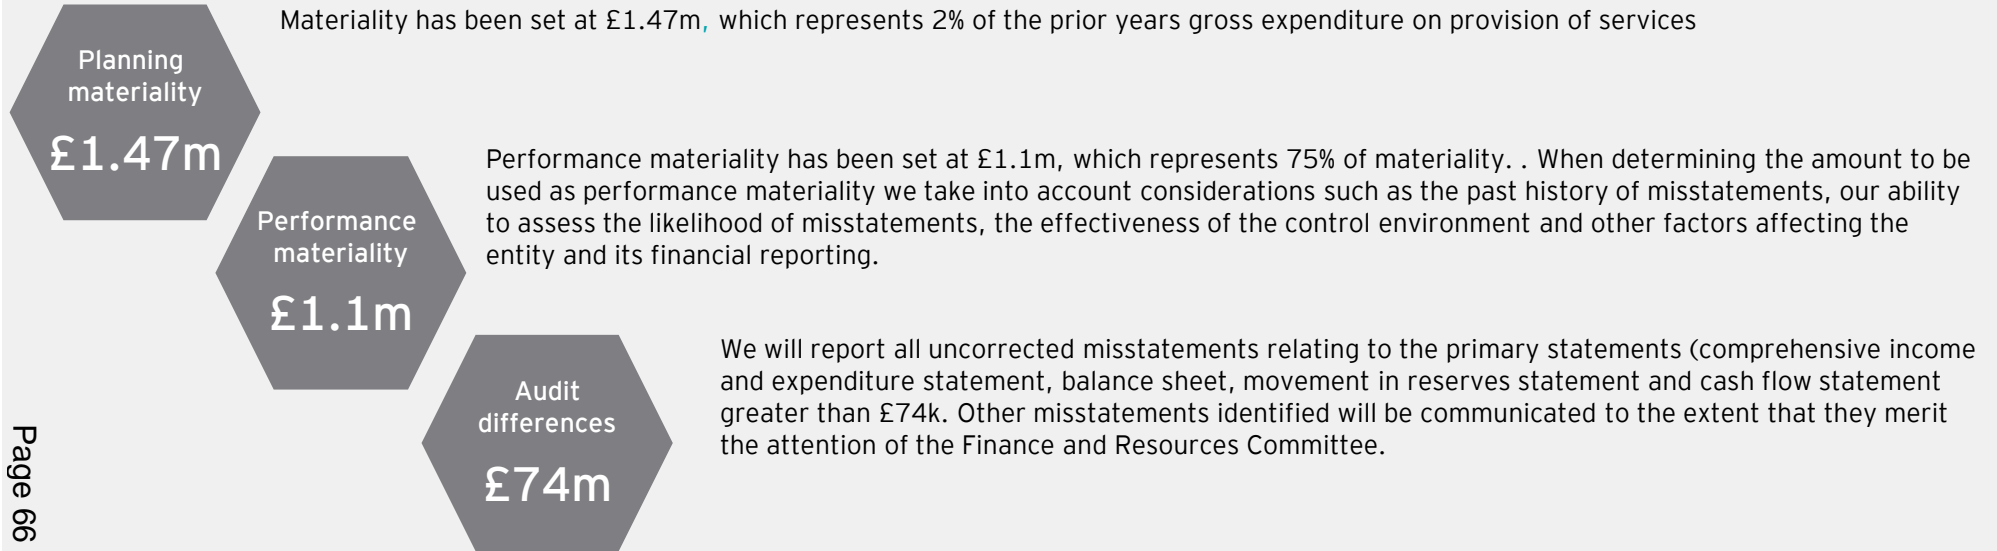 Materiality has been set at £1.47m, which represents 2% of the prior years gross expenditure on provision of services
Planning
materiality
£1.47m
Performance materiality has been set at £1.1m, which represents 75% of materiality. . When determining the amount to be
used as performance materiality we take into account considerations such as the past history of misstatements, our ability
to assess the likelihood of misstatements, the effectiveness of the control environment and other factors affecting the
entity and its financial reporting.
Performance
materiality
£1.1m
We will report all uncorrected misstatements relating to the primary statements (comprehensive income
and expenditure statement, balance sheet, movement in reserves statement and cash flow statement
greater than £74k. Other misstatements identified will be communicated to the extent that they merit
the attention of the Finance and Resources Committee.
Audit
differences
£74m
Page 66